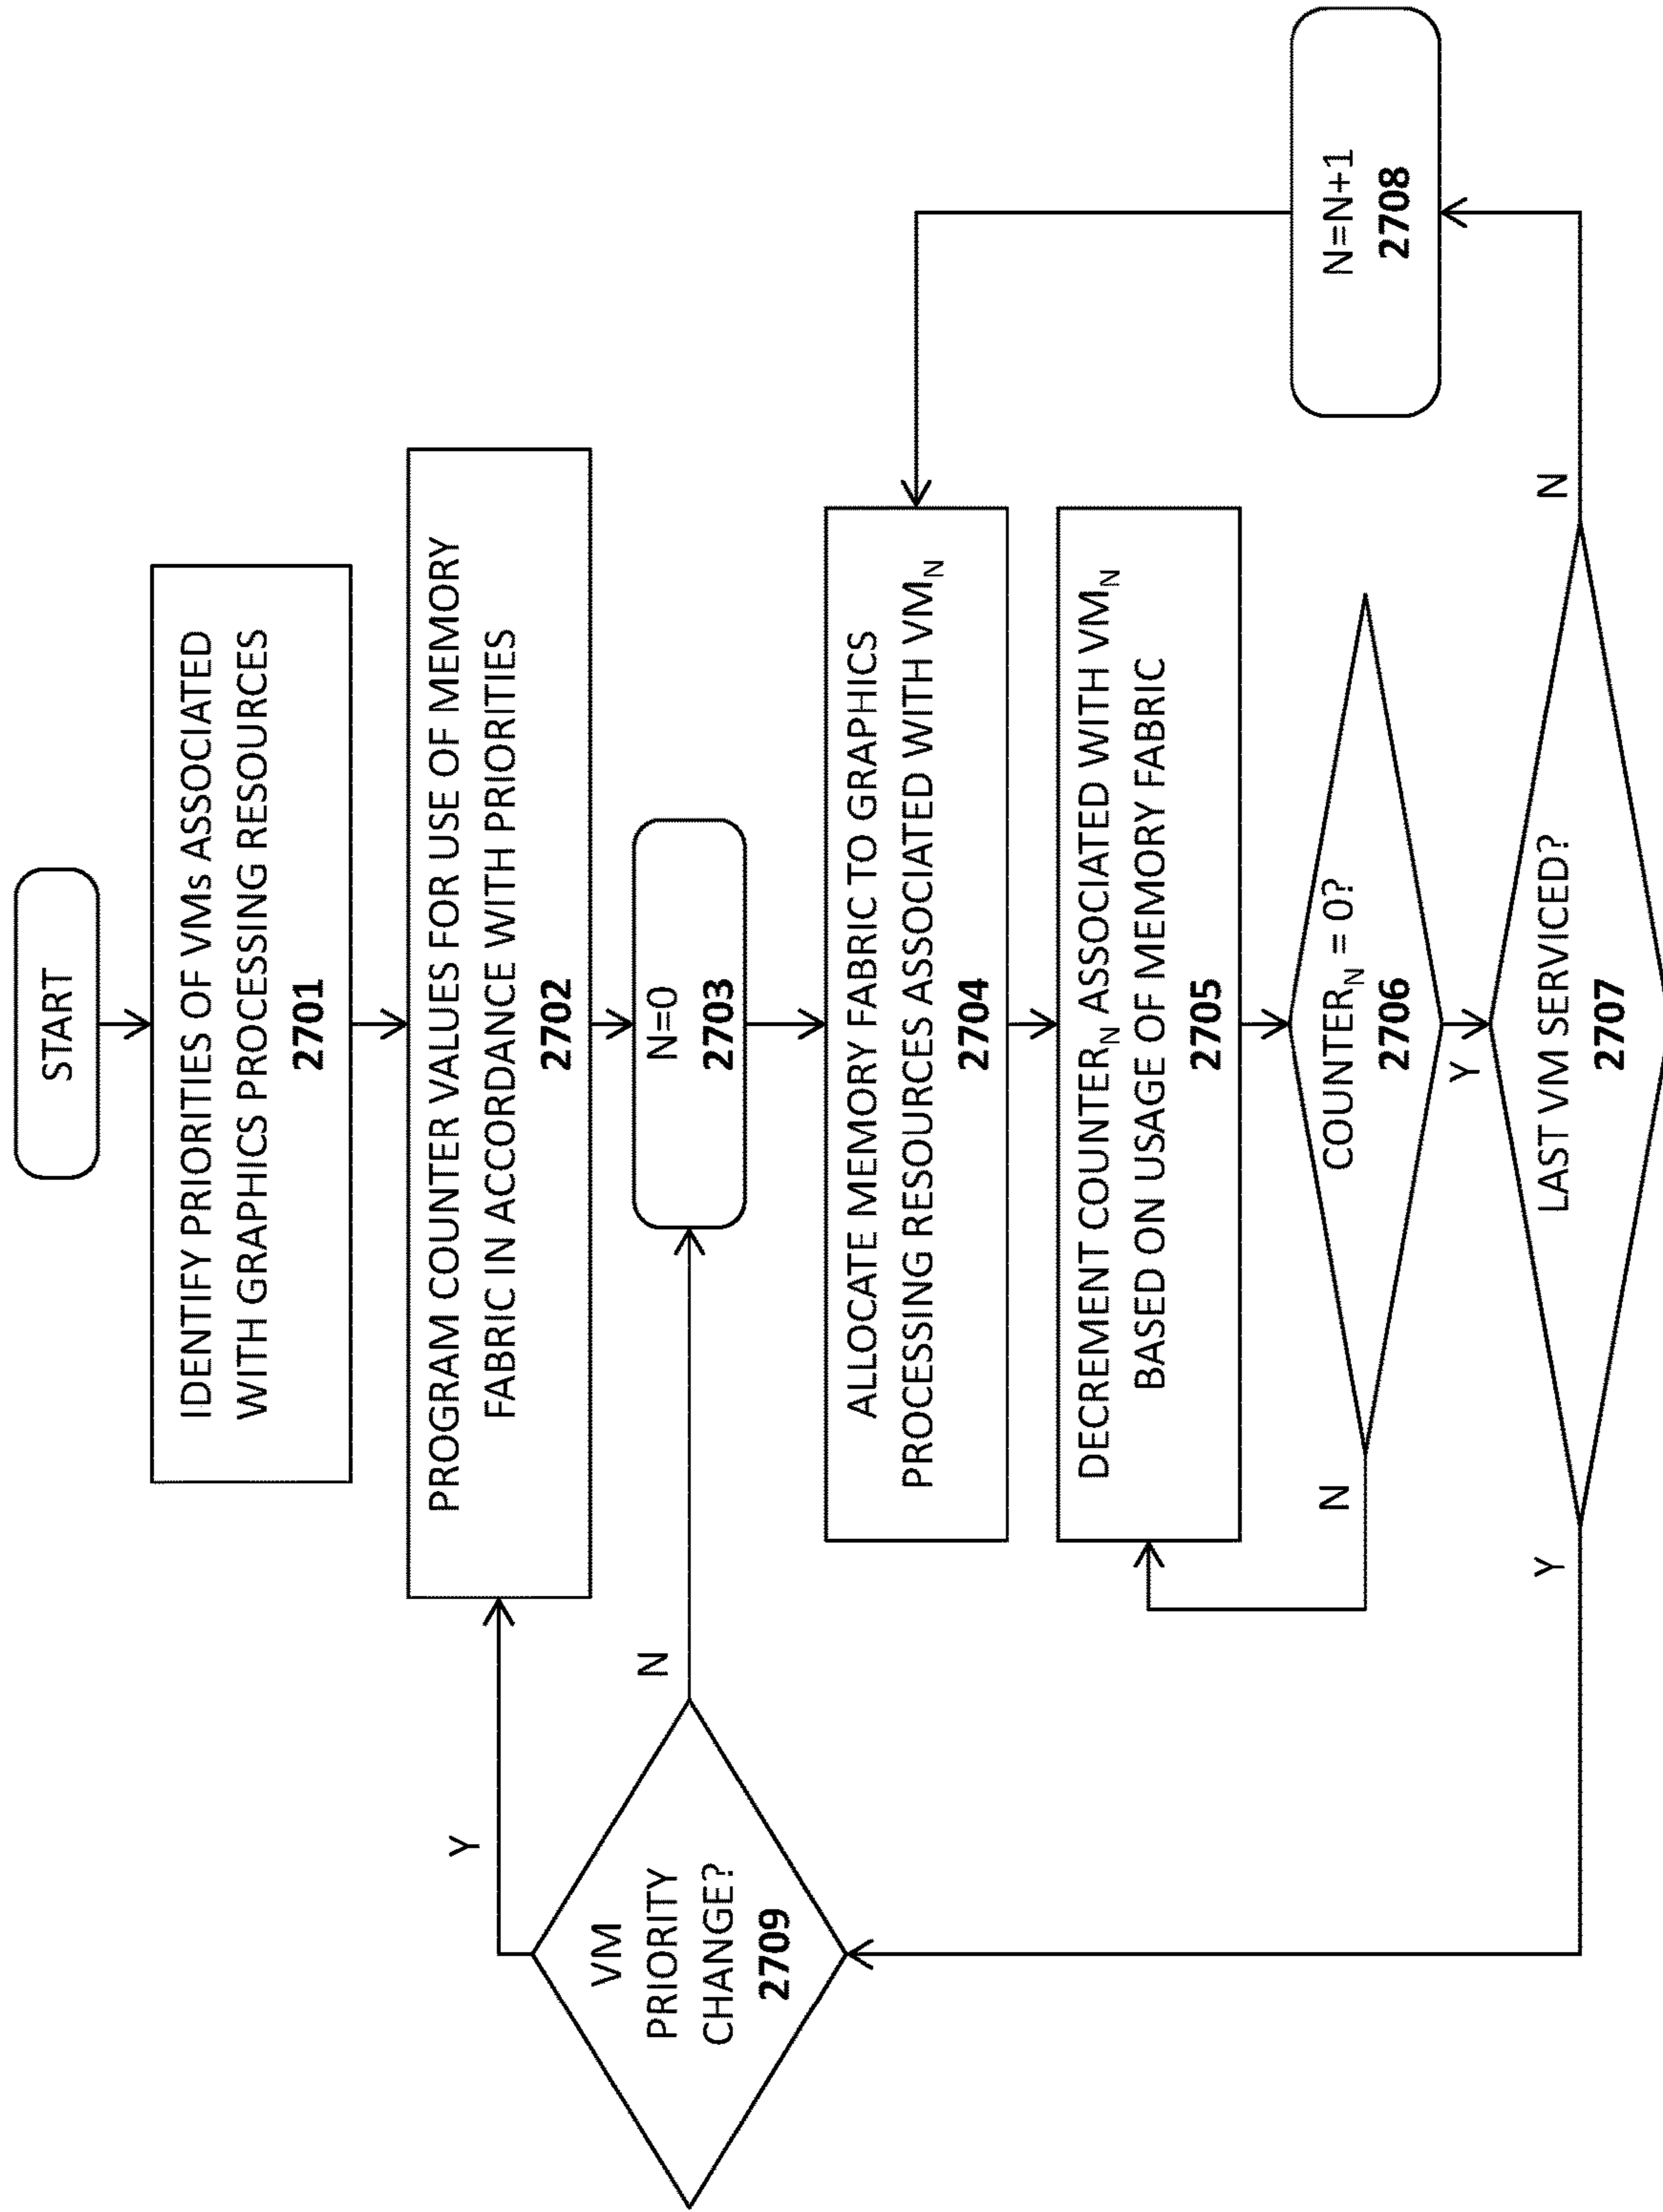 START
IDENTIFY PRIORITIES OF VMs ASSOCIATED
WITH GRAPHICS PROCESSING RESOURCES
2701
PROGRAM COUNTER VALUES FOR USE OF MEMORY
FABRIC IN ACCORDANCE WITH PRIORITIES
2702
Y
VM
PRIORITY
CHANGE?
2709
N
N=0
2703
ALLOCATE MEMORY FABRIC TO GRAPHICS
PROCESSING RESOURCES ASSOCIATED WITH VMN
2704
DECREMENT COUNTERN ASSOCIATED WITH VMN
BASED ON USAGE OF MEMORY FABRIC
2705
N
COUNTERN = 0?
2706
Y
N=N+1
2708
Y
LAST VM SERVICED?
2707
N